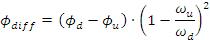 ϕ_diff = (ϕ_d − ϕ_u) · (1 − ω_u/ω_d)²